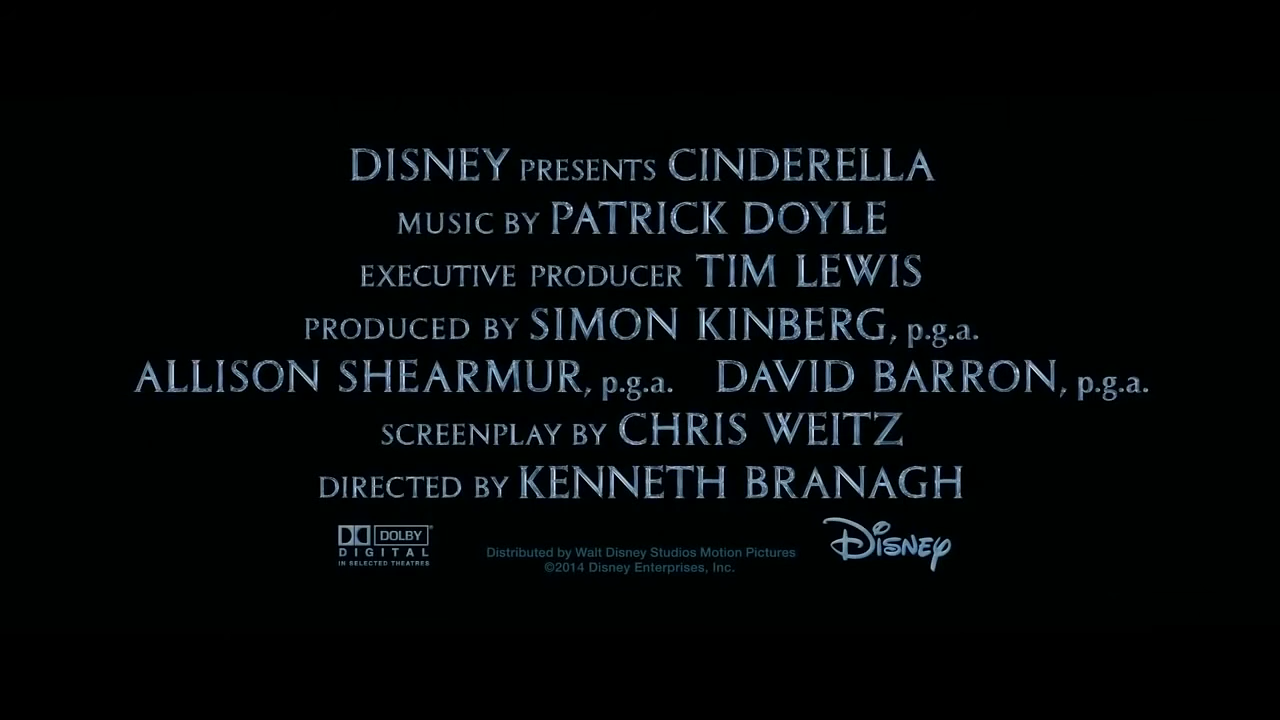 DISNEY PRESENTS CINDERELLA
MUSIC BY PATRICK DOYLE
EXECUTIVE PRODUCER TIM LEWIS
PRODUCED BY SIMON KINBERG, p.g.a.
ALLISON SHEARMUR, p.g.a. DAVID BARRON, p.g.a.
SCREENPLAY BY CHRIS WEITZ
DIRECTED BY KENNETH BRANAGH
DOLBY
DIGITAL
IN SELECTED THEATRES
Distributed by Walt Disney Studios Motion Pictures
©2014 Disney Enterprises, Inc.
Disney